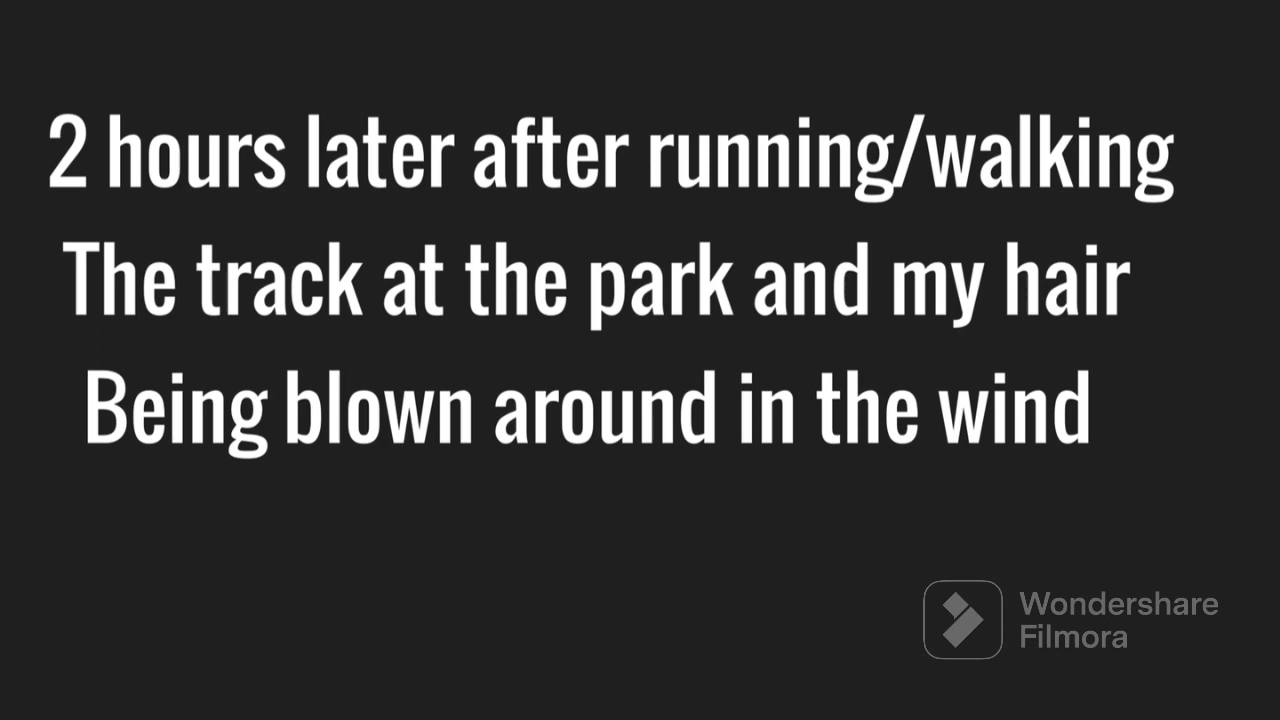 2 hours later after running/walking
The track at the park and my hair
Being blown around in the wind
Wondershare
Filmora